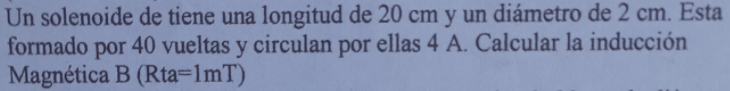 Un solenoide de tiene una longitud de 20 cm y un diámetro de 2 cm. Esta
formado por 40 vueltas y circulan por ellas 4 A. Calcular la inducción
Magnética B (Rta=1mT)